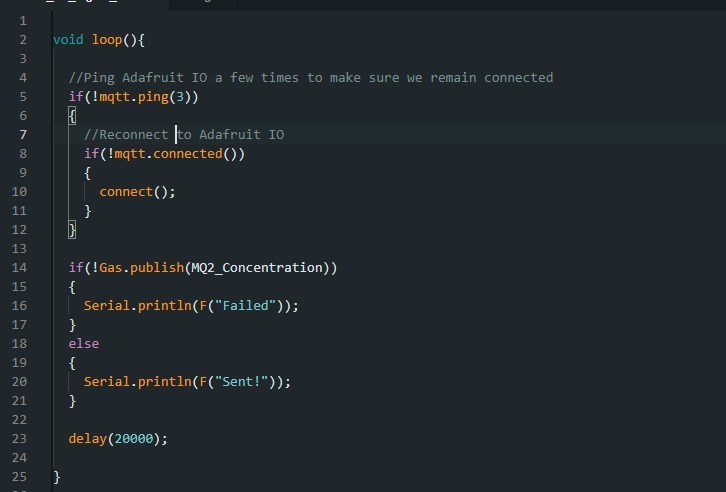 1
2 void loop(){
3
4 //Ping Adafruit IO a few times to make sure we remain connected
5 if(!mqtt.ping(3))
6 {
7 //Reconnect to Adafruit IO
8 if(!mqtt.connected())
9 {
10 connect();
11 }
12 }
13
14 if(!Gas.publish(MQ2_Concentration))
15 {
16 Serial.println(F("Failed"));
17 }
18 else
19 {
20 Serial.println(F("Sent!"));
21 }
22
23 delay(20000);
24
25 }